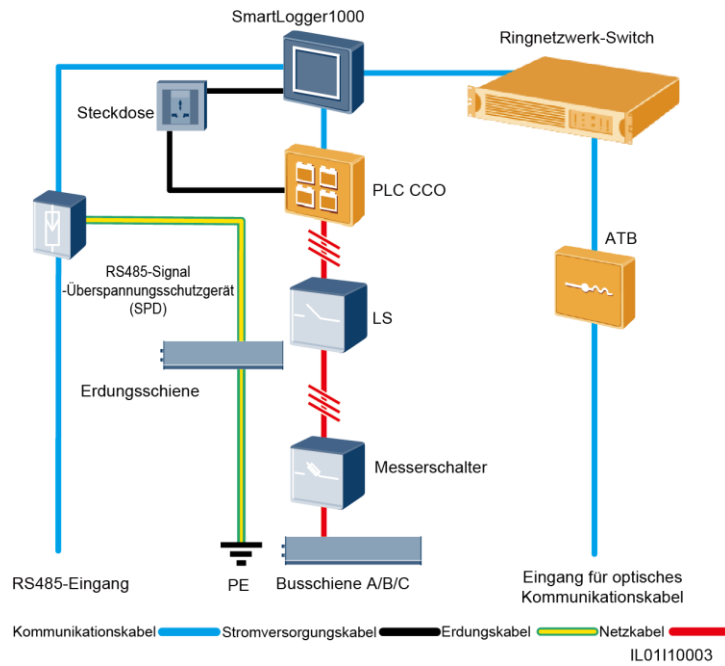 SmartLogger1000
Ringnetzwerk-Switch
Steckdose
PLC CCO
ATB
RS485-Signal
-Überspannungsschutzgerät
(SPD)
LS
Erdungsschiene
Messerschalter
RS485-Eingang
PE
Busschiene A/B/C
Eingang für optisches
Kommunikationskabel
Kommunikationskabel Stromversorgungskabel Erdungskabel Netzkabel
IL01I10003